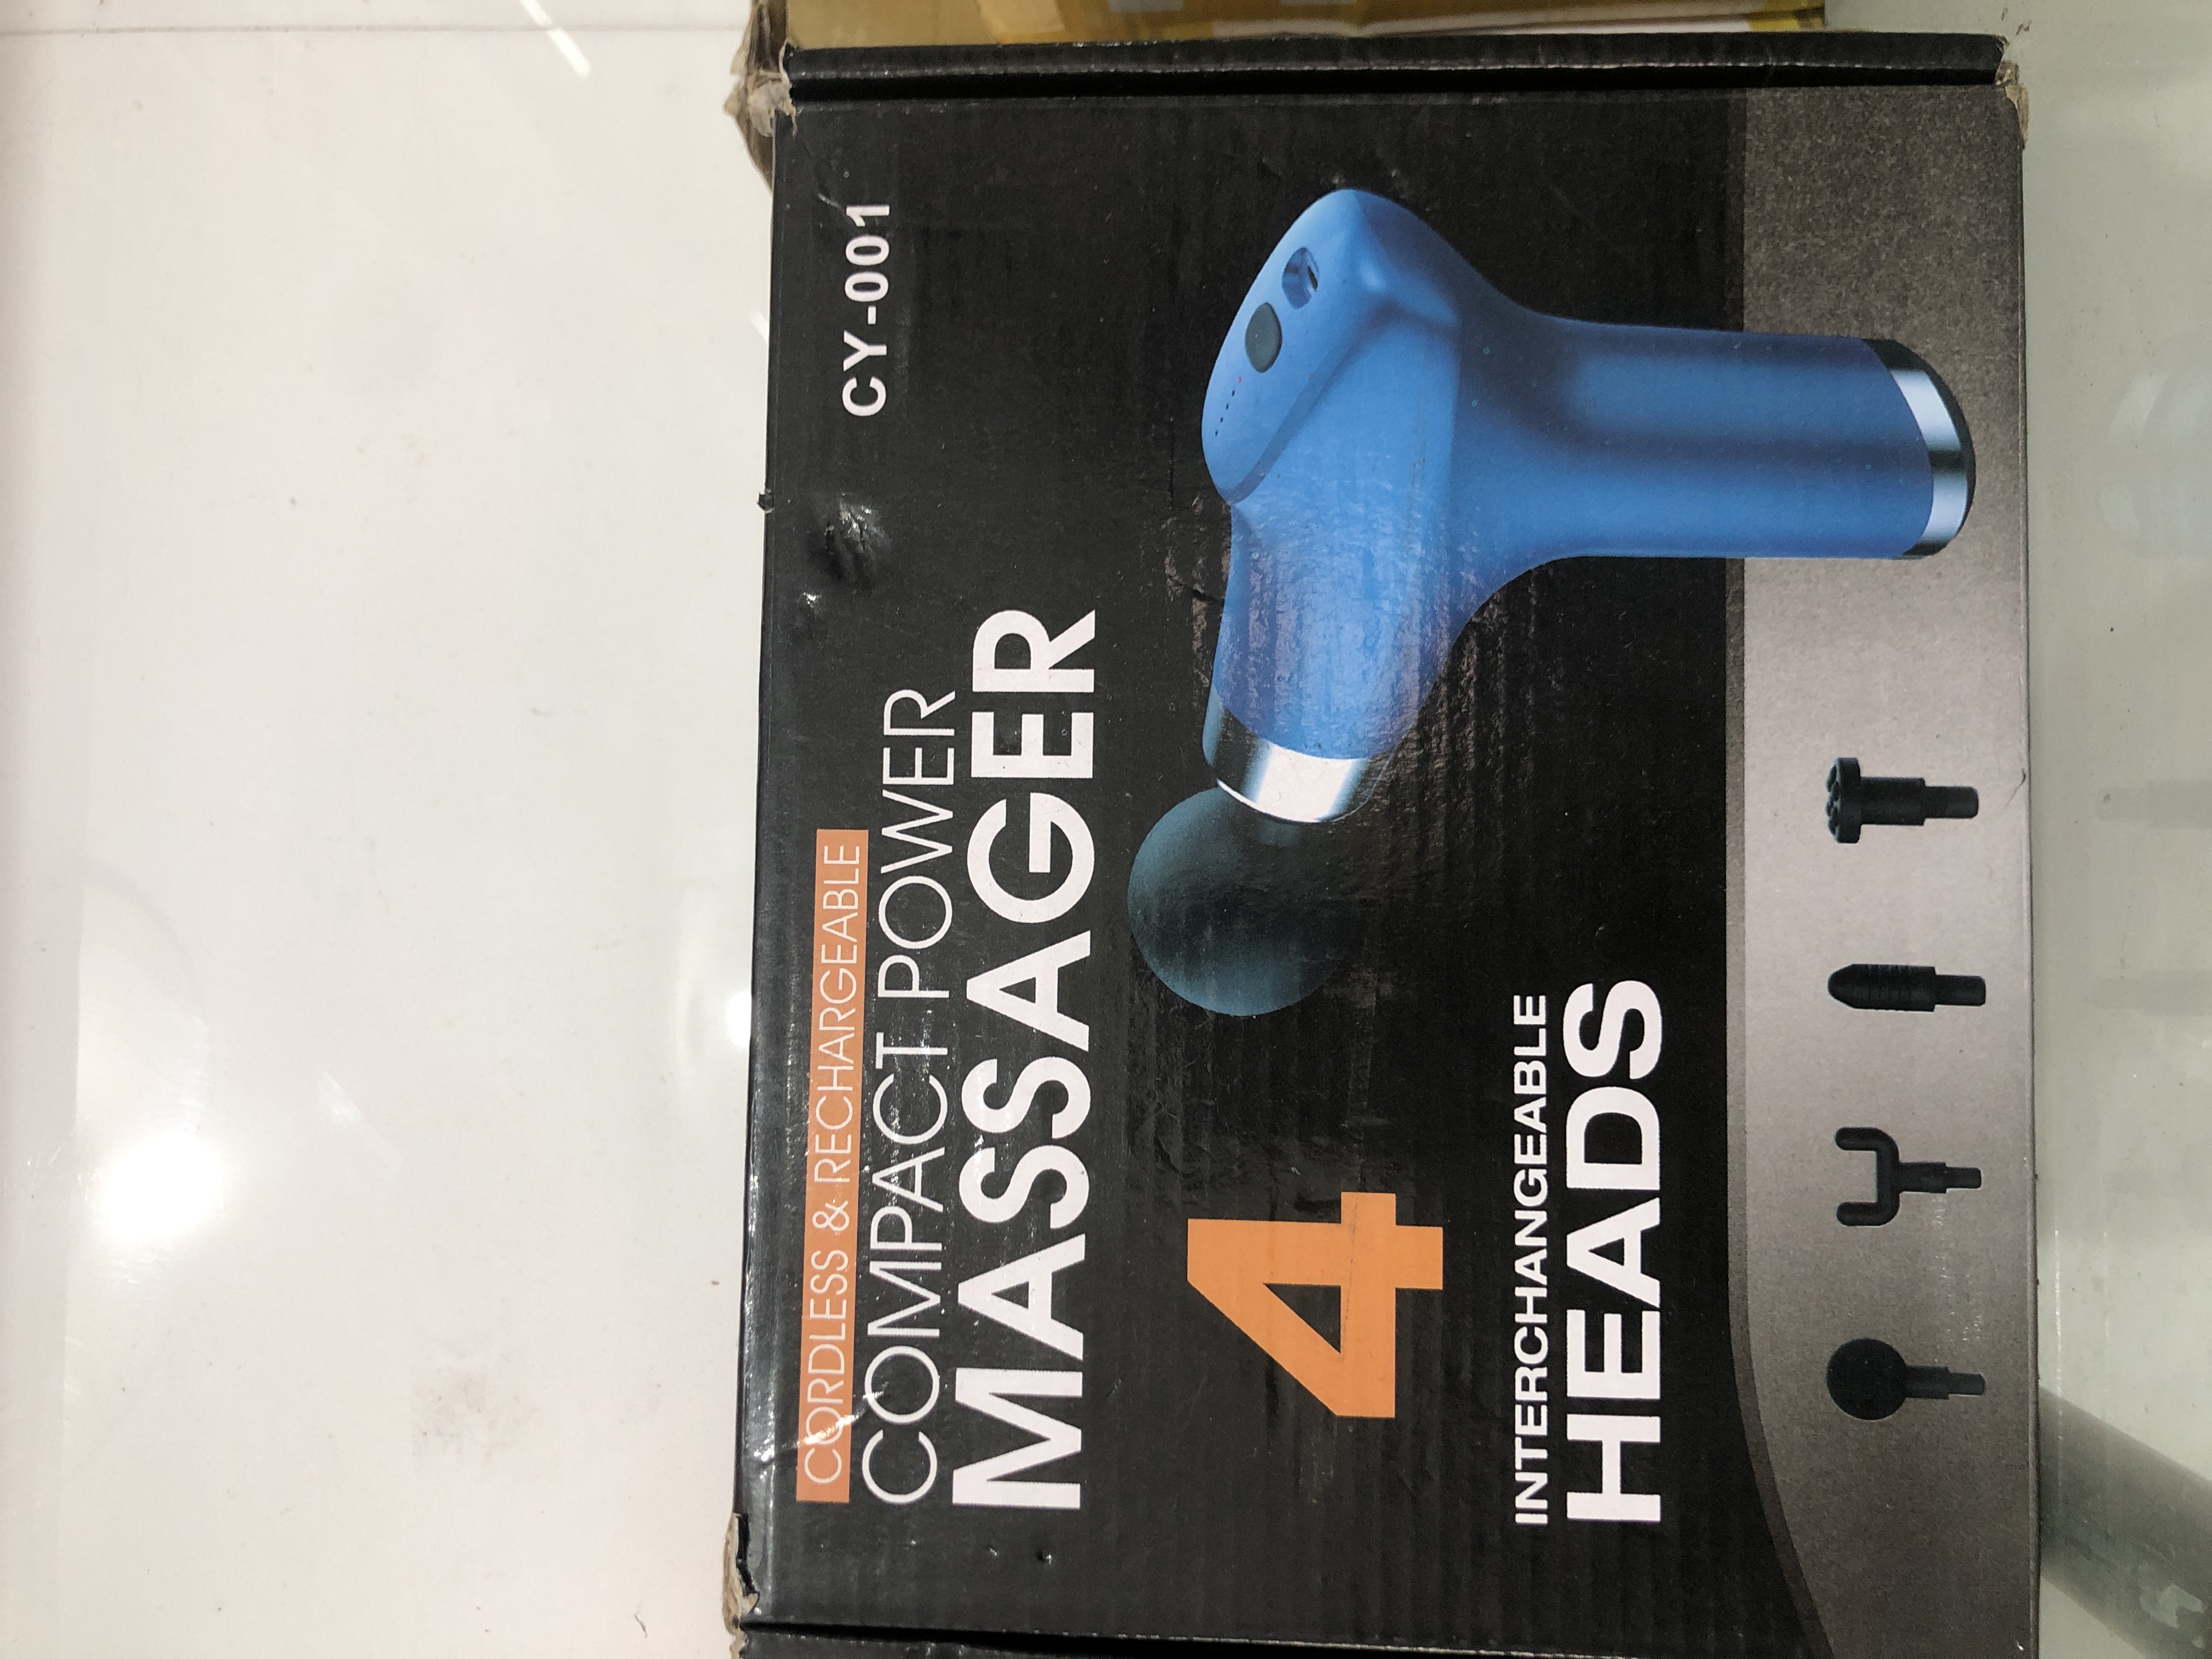 CY-001
CORDLESS & RECHARGEABLE
COMPACT POWER
MASSAGER
4
INTERCHANGEABLE
HEADS